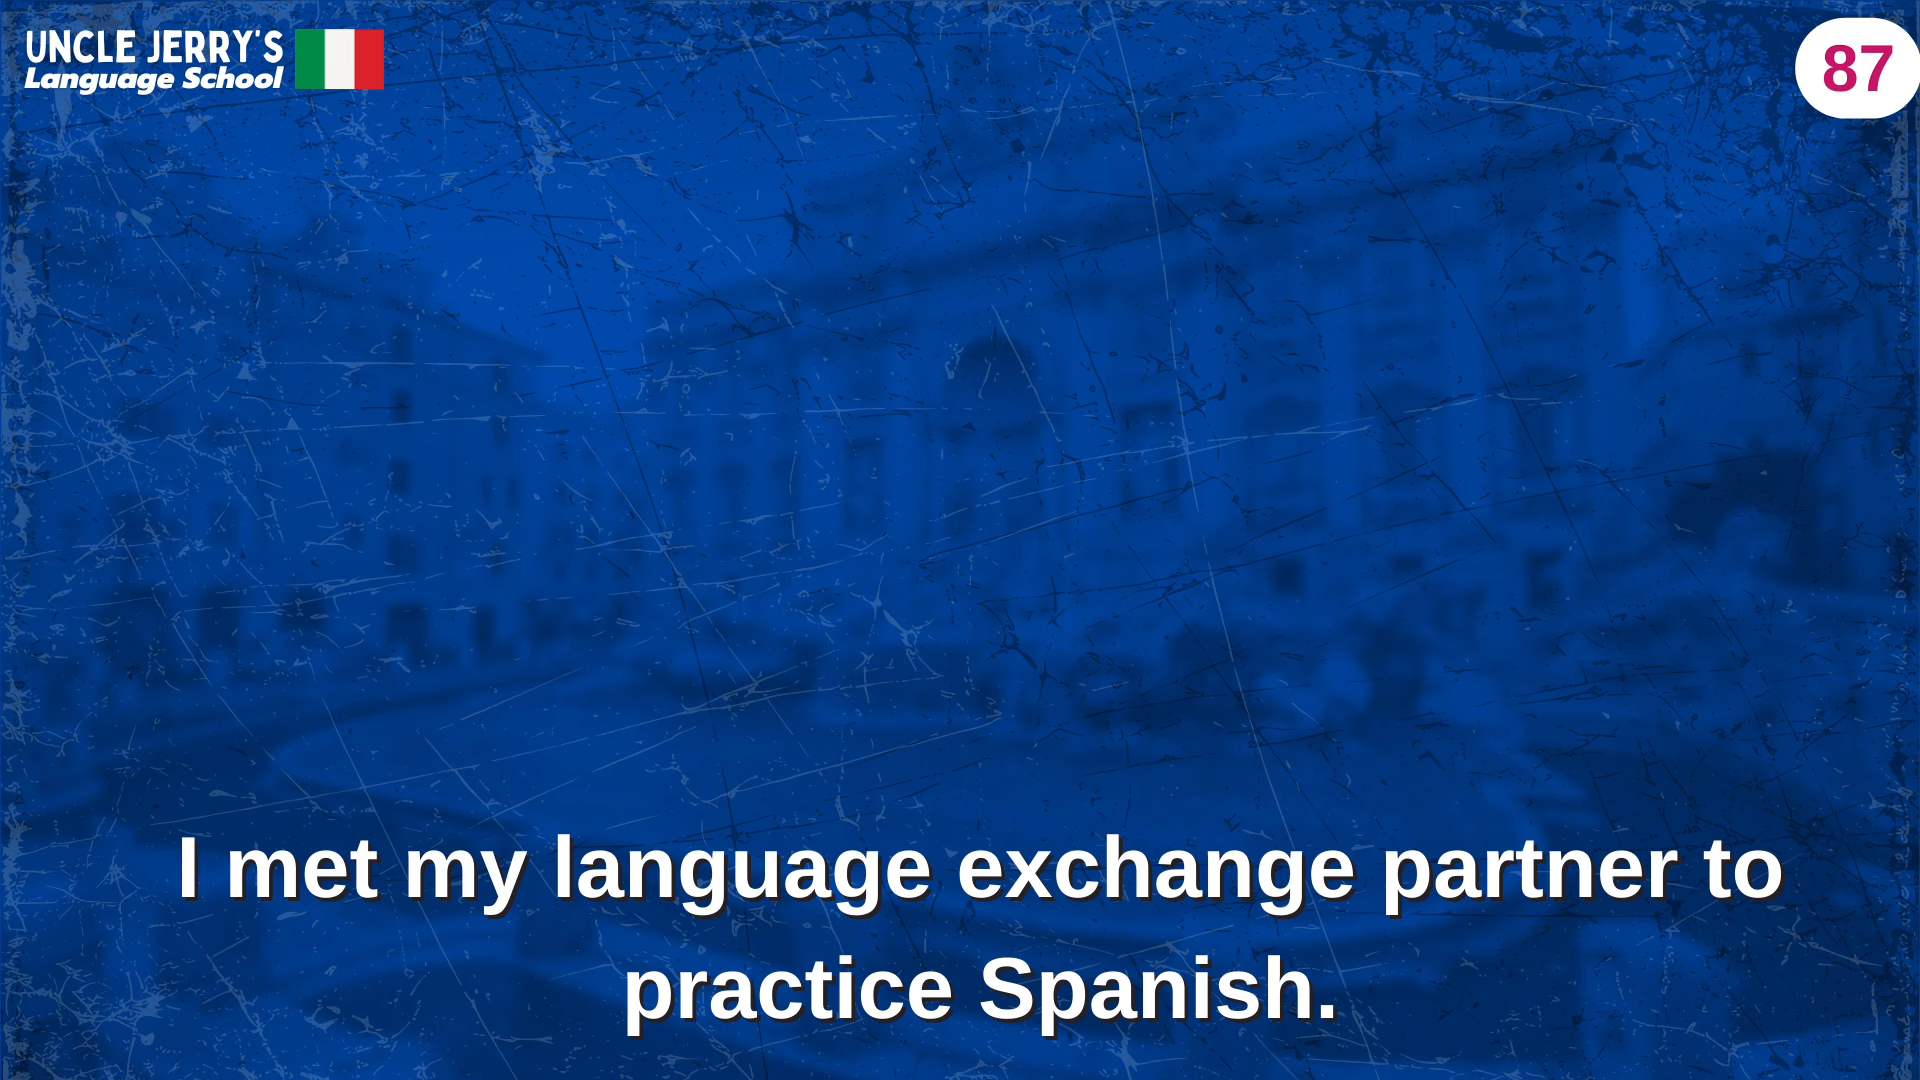 UNCLE JERRY'S
Language School
87
I met my language exchange partner to
practice Spanish.